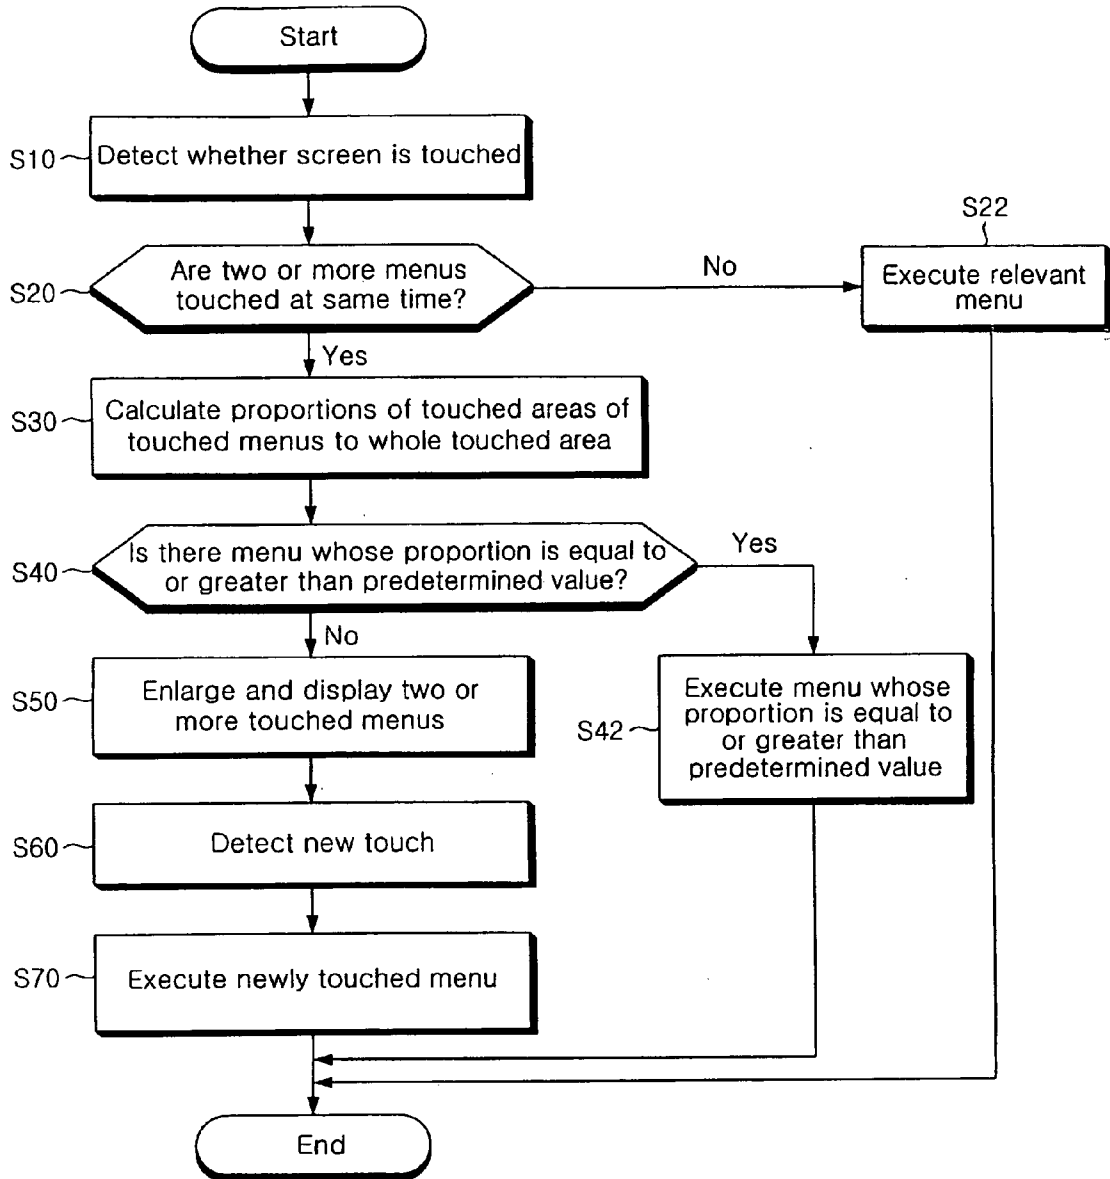 Start
S10
Detect whether screen is touched
S22
S20
Are two or more menus
touched at same time?
No
Execute relevant
menu
Yes
S30
Calculate proportions of touched areas of
touched menus to whole touched area
S40
Is there menu whose proportion is equal to
or greater than predetermined value?
Yes
No
S50
Enlarge and display two or
more touched menus
S42
Execute menu whose
proportion is equal to
or greater than
predetermined value
S60
Detect new touch
S70
Execute newly touched menu
End